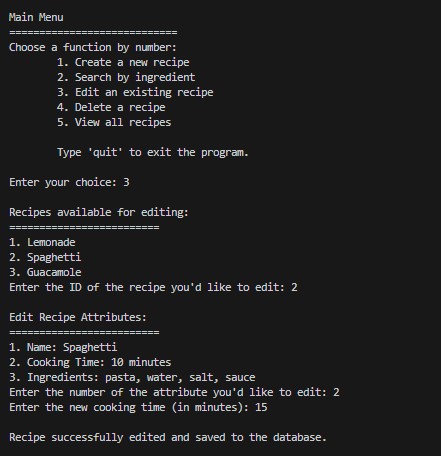 Main Menu
============================
Choose a function by number:
        1. Create a new recipe
        2. Search by ingredient
        3. Edit an existing recipe
        4. Delete a recipe
        5. View all recipes

        Type 'quit' to exit the program.

Enter your choice: 3

Recipes available for editing:
=========================
1. Lemonade
2. Spaghetti
3. Guacamole
Enter the ID of the recipe you'd like to edit: 2

Edit Recipe Attributes:
=========================
1. Name: Spaghetti
2. Cooking Time: 10 minutes
3. Ingredients: pasta, water, salt, sauce
Enter the number of the attribute you'd like to edit: 2
Enter the new cooking time (in minutes): 15

Recipe successfully edited and saved to the database.